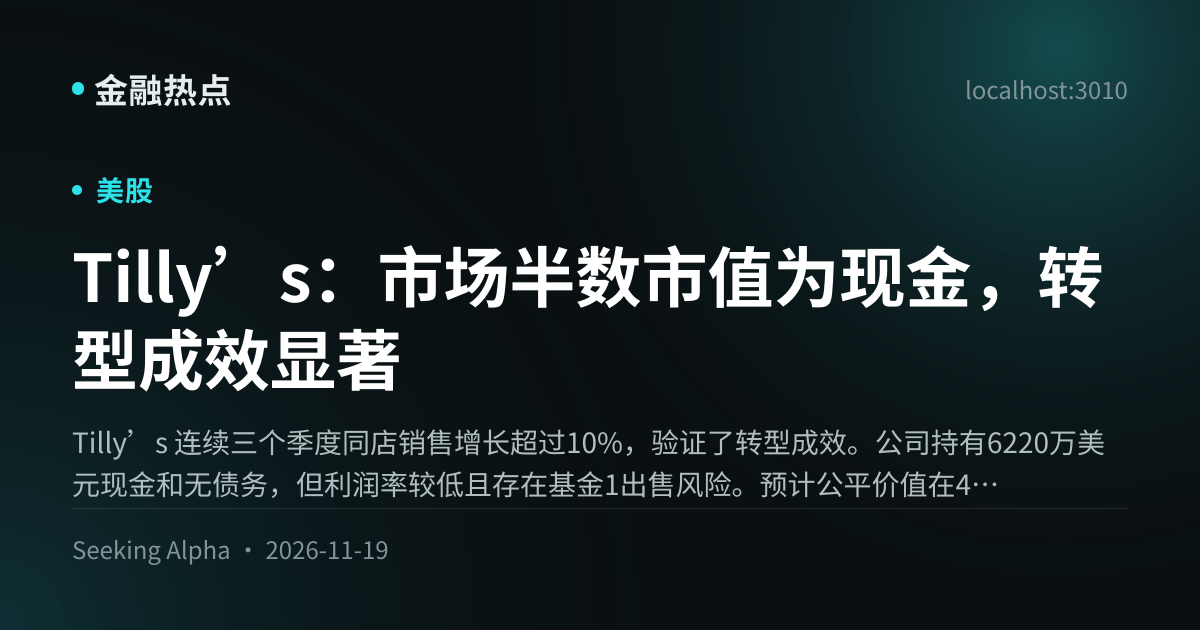 金融热点
localhost:3010
美股
Tilly’s：市场半数市值为现金，转
型成效显著
Tilly’s 连续三个季度同店销售增长超过10%，验证了转型成效。公司持有6220万美
元现金和无债务，但利润率较低且存在基金1出售风险。预计公平价值在4…
Seeking Alpha · 2026-11-19